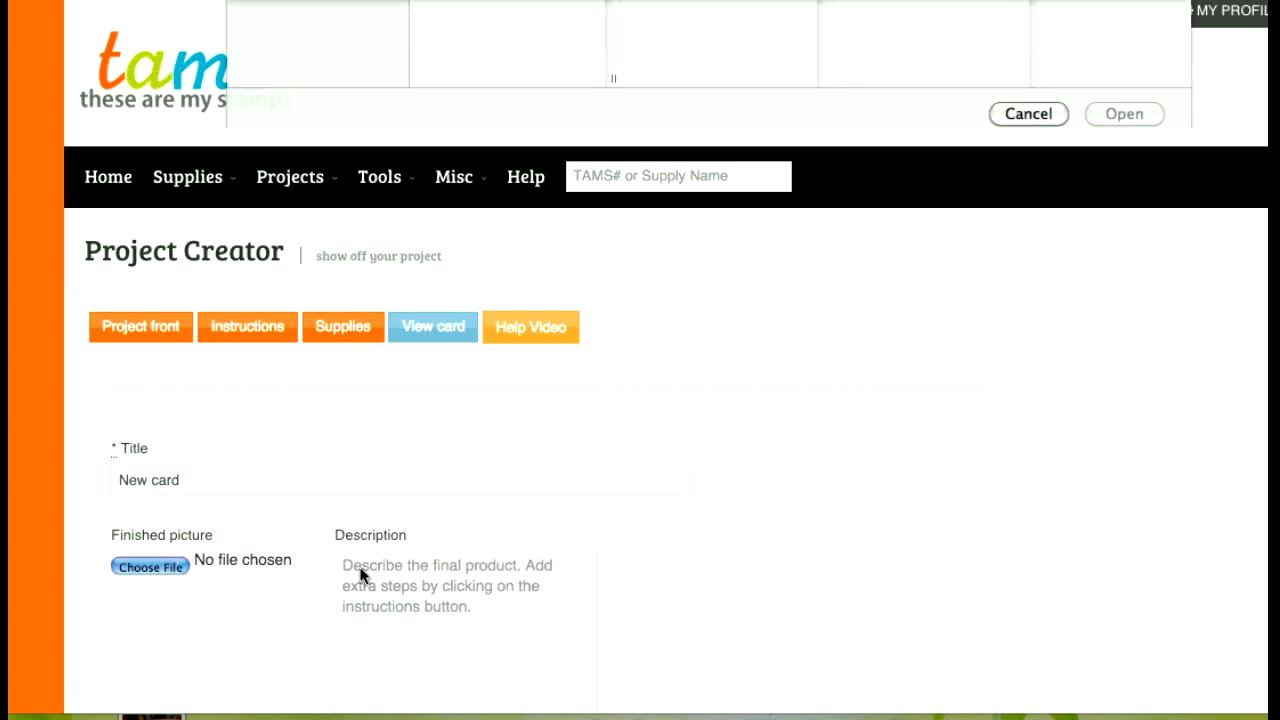 MY PROFIL
tam
these are my stamps
Cancel
Open
Home
Supplies
Projects
Tools
Misc
Help
TAMS# or Supply Name
Project Creator
show off your project
Project front
Instructions
Supplies
View card
Help Video
* Title
New card
Finished picture
Description
Choose File
No file chosen
Describe the final product. Add
extra steps by clicking on the
instructions button.